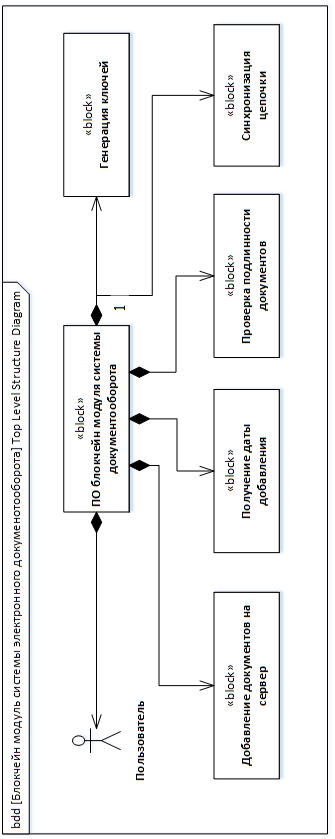 bdd [Блокчейн модуль системы электронного докуменотооборота] Top Level Structure Diagram
«block»
Генерация ключей
«block»
Синхронизация
цепочки
1
«block»
ПО блокчейн модуля системы
документооборота
«block»
Проверка подлинности
документов
«block»
Получение даты
добавления
«block»
Добавление документов на
сервер
Пользователь